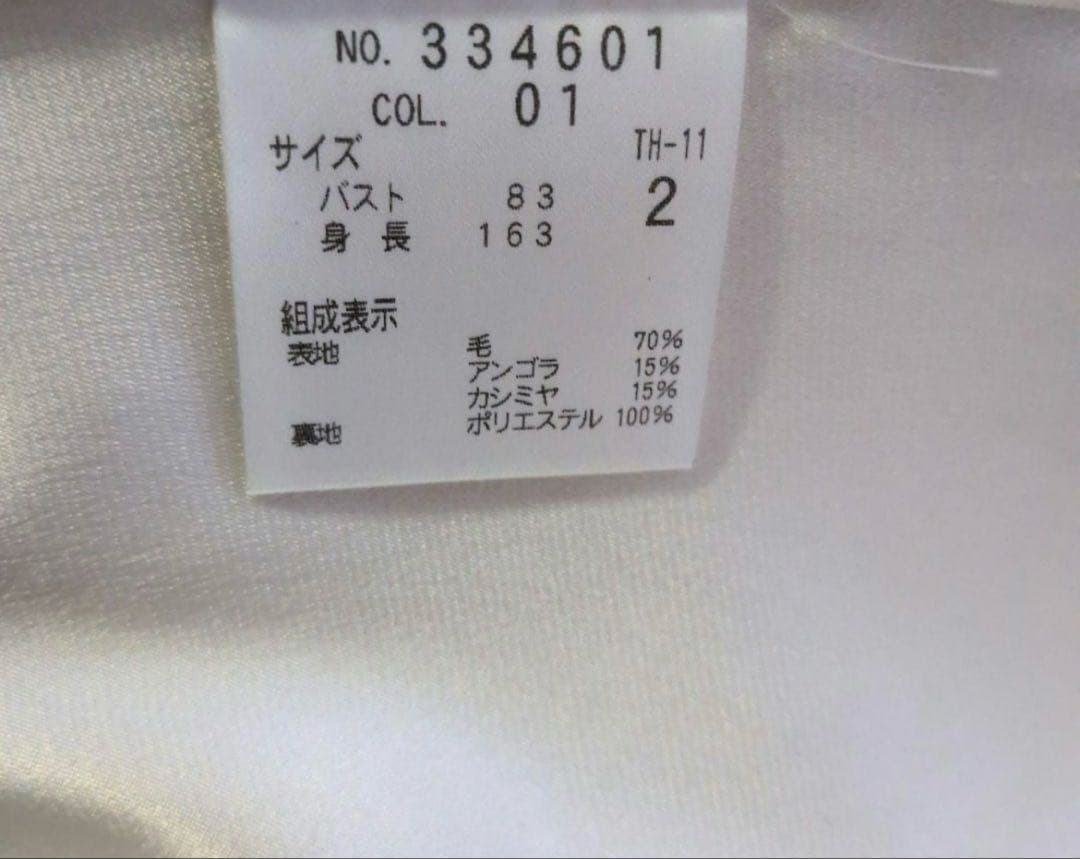 NO. 334601
COL. 01
サイズ TH-11
バスト 83 2
身長 163
組成表示
表地 毛 70%
アンゴラ 15%
カシミヤ 15%
裏地 ポリエステル 100%